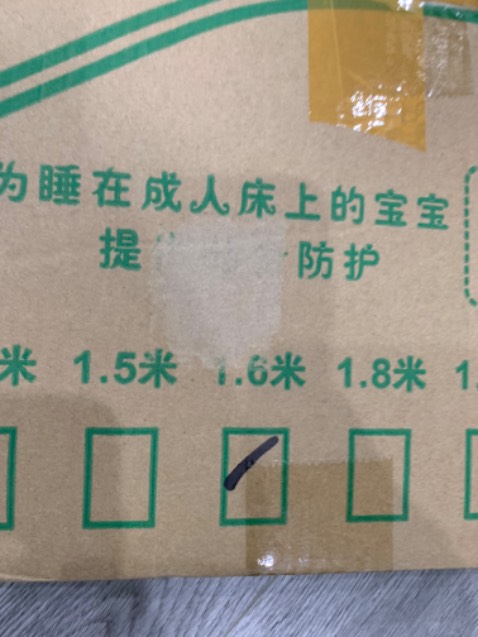 为睡在成人床上的宝宝
提 防护
米 1.5米 1.6米 1.8米 1.